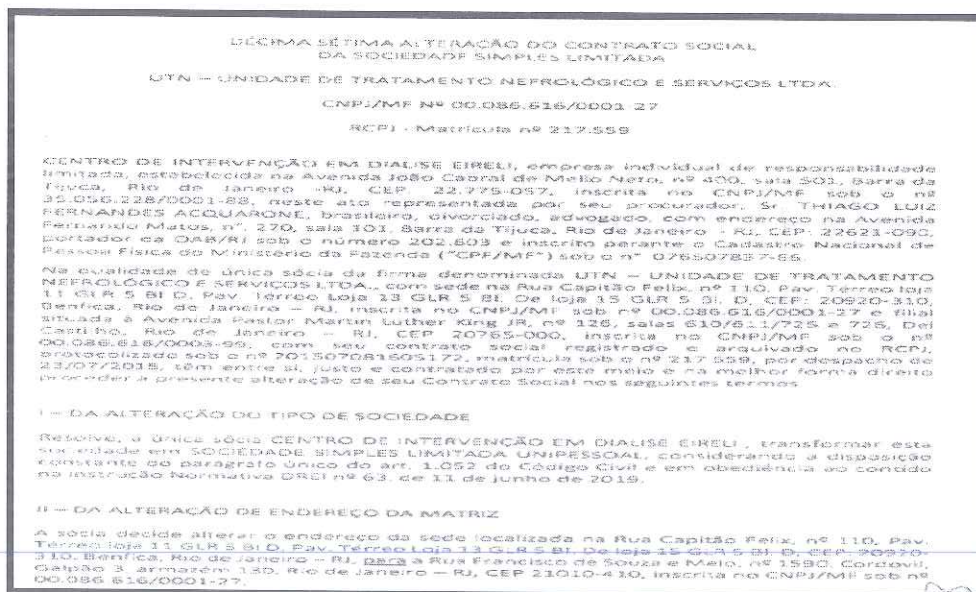 DÉCIMA SÉTIMA ALTERAÇÃO DO CONTRATO SOCIAL
DA SOCIEDADE SIMPLES LIMITADA
UTN – UNIDADE DE TRATAMENTO NEFROLÓGICO E SERVIÇOS LTDA.
CNPJ/MF Nº 00.086.616/0001-27
RCPJ - Matrícula nº 217.559
CENTRO DE INTERVENÇÃO EM DIALISE EIRELI, empresa individual de responsabilidade
limitada, estabelecida na Avenida João Cabral de Mello Neto, nº 400, sala 501, Barra da
Tijuca, Rio de Janeiro -RJ, CEP. 22.775-057, inscrita no CNPJ/MF sob o nº
35.056.228/0001-88, neste ato representada por seu procurador, Sr. THIAGO LUIZ
FERNANDES ACQUARONE, brasileiro, divorciado, advogado, com endereço na Avenida
Fernando Matos, nº. 270, sala 101, Barra da Tijuca, Rio de Janeiro - RJ, CEP: 22621-090,
portador da OAB/RJ sob o número 202.603 e inscrito perante o Cadastro Nacional de
Pessoa Física do Ministério da Fazenda ("CPF/MF") sob o nº
Na qualidade de única sócia da firma denominada UTN – UNIDADE DE TRATAMENTO
NEFROLÓGICO E SERVIÇOS LTDA., com sede na Rua Capitão Felix, nº 110, Pav. Térreo loja
11 GLR 5 BI D, Pav. Térreo Loja 13 GLR 5 BI. De loja 15 GLR 5 BI. D, CEP: 20920-310,
Benfica, Rio de Janeiro – RJ, inscrita no CNPJ/MF sob nº 00.086.616/0001-27 e filial
situada à Avenida Pastor Martin Luther King JR, nº 126, salas 610/611/725 e 726, Del
Castilho, Rio de Janeiro – RJ, CEP 20765-000, inscrita no CNPJ/MF sob o nº
00.086.616/0003-99, com seu contrato social registrado e arquivado no RCPJ,
protocolizado sob o nº 201507081605172, matrícula sob o nº 217.559, por despacho de
23/07/2015, têm entre si, justo e contratado por este meio e na melhor forma direito
proceder a presente alteração de seu Contrato Social nos seguintes termos
I – DA ALTERAÇÃO DO TIPO DE SOCIEDADE
Resolve, a única sócia CENTRO DE INTERVENÇÃO EM DIALISE EIRELI , transformar esta
sociedade em SOCIEDADE SIMPLES LIMITADA UNIPESSOAL, considerando a disposição
constante do parágrafo único do art. 1.052 do Código Civil e em obediência ao contido
na Instrução Normativa DREI nº 63, de 11 de junho de 2019.
II – DA ALTERAÇÃO DE ENDEREÇO DA MATRIZ
A sócia decide alterar o endereço da sede localizada na Rua Capitão Felix, nº 110, Pav.
Térreo loja 11 GLR 5 BI D, Pav. Térreo Loja 13 GLR 5 BI. De loja 15 GLR 5 BI. D, CEP: 20920-
310, Benfica, Rio de Janeiro – RJ, para a Rua Francisco de Souza e Melo, nº 1590, Cordovil,
Galpão 3 armazém 130, Rio de Janeiro – RJ, CEP 21010-410, inscrita no CNPJ/MF sob nº
00.086.616/0001-27.